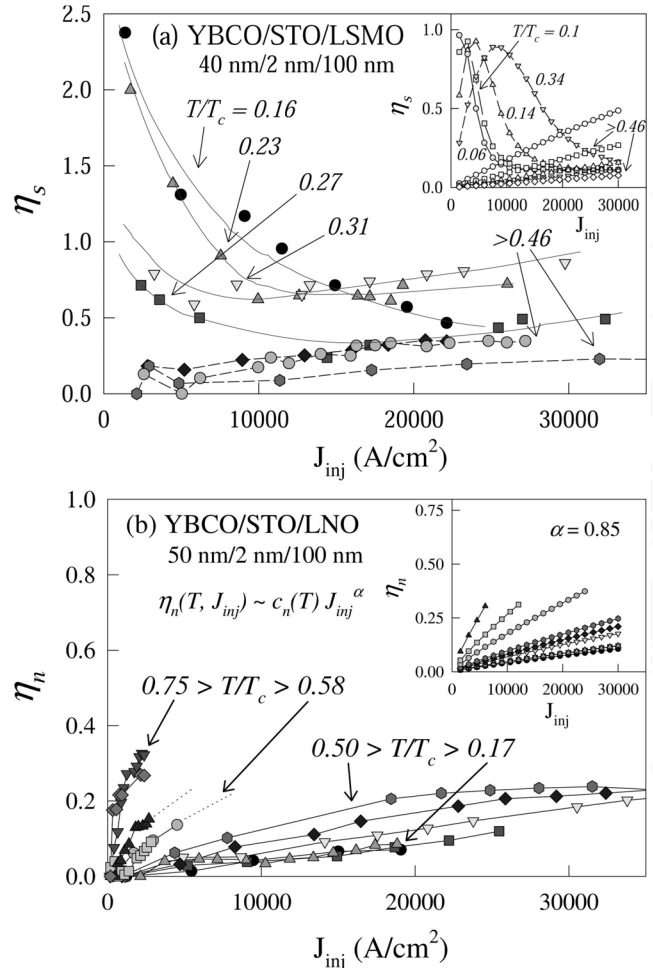 (a) YBCO/STO/LSMO
40 nm/2 nm/100 nm
η_s
2.5
2.0
1.5
1.0
0.5
0.0
T/T_c = 0.16
0.23
0.27
0.31
>0.46
0
10000
20000
30000
J_inj (A/cm²)
η_s
1.0
0.5
0.0
T/T_c = 0.1
0.34
0.14
>0.46
0.06
0 10000 20000 30000
J_inj
(b) YBCO/STO/LNO
50 nm/2 nm/100 nm
η_n(T, J_inj) ~ c_n(T) J_inj^α
η_n
1.0
0.8
0.6
0.4
0.2
0.0
0.75 > T/T_c > 0.58
0.50 > T/T_c > 0.17
0
10000
20000
30000
J_inj (A/cm²)
η_n
0.75
0.50
0.25
0.00
α = 0.85
0 10000 20000 30000
J_inj